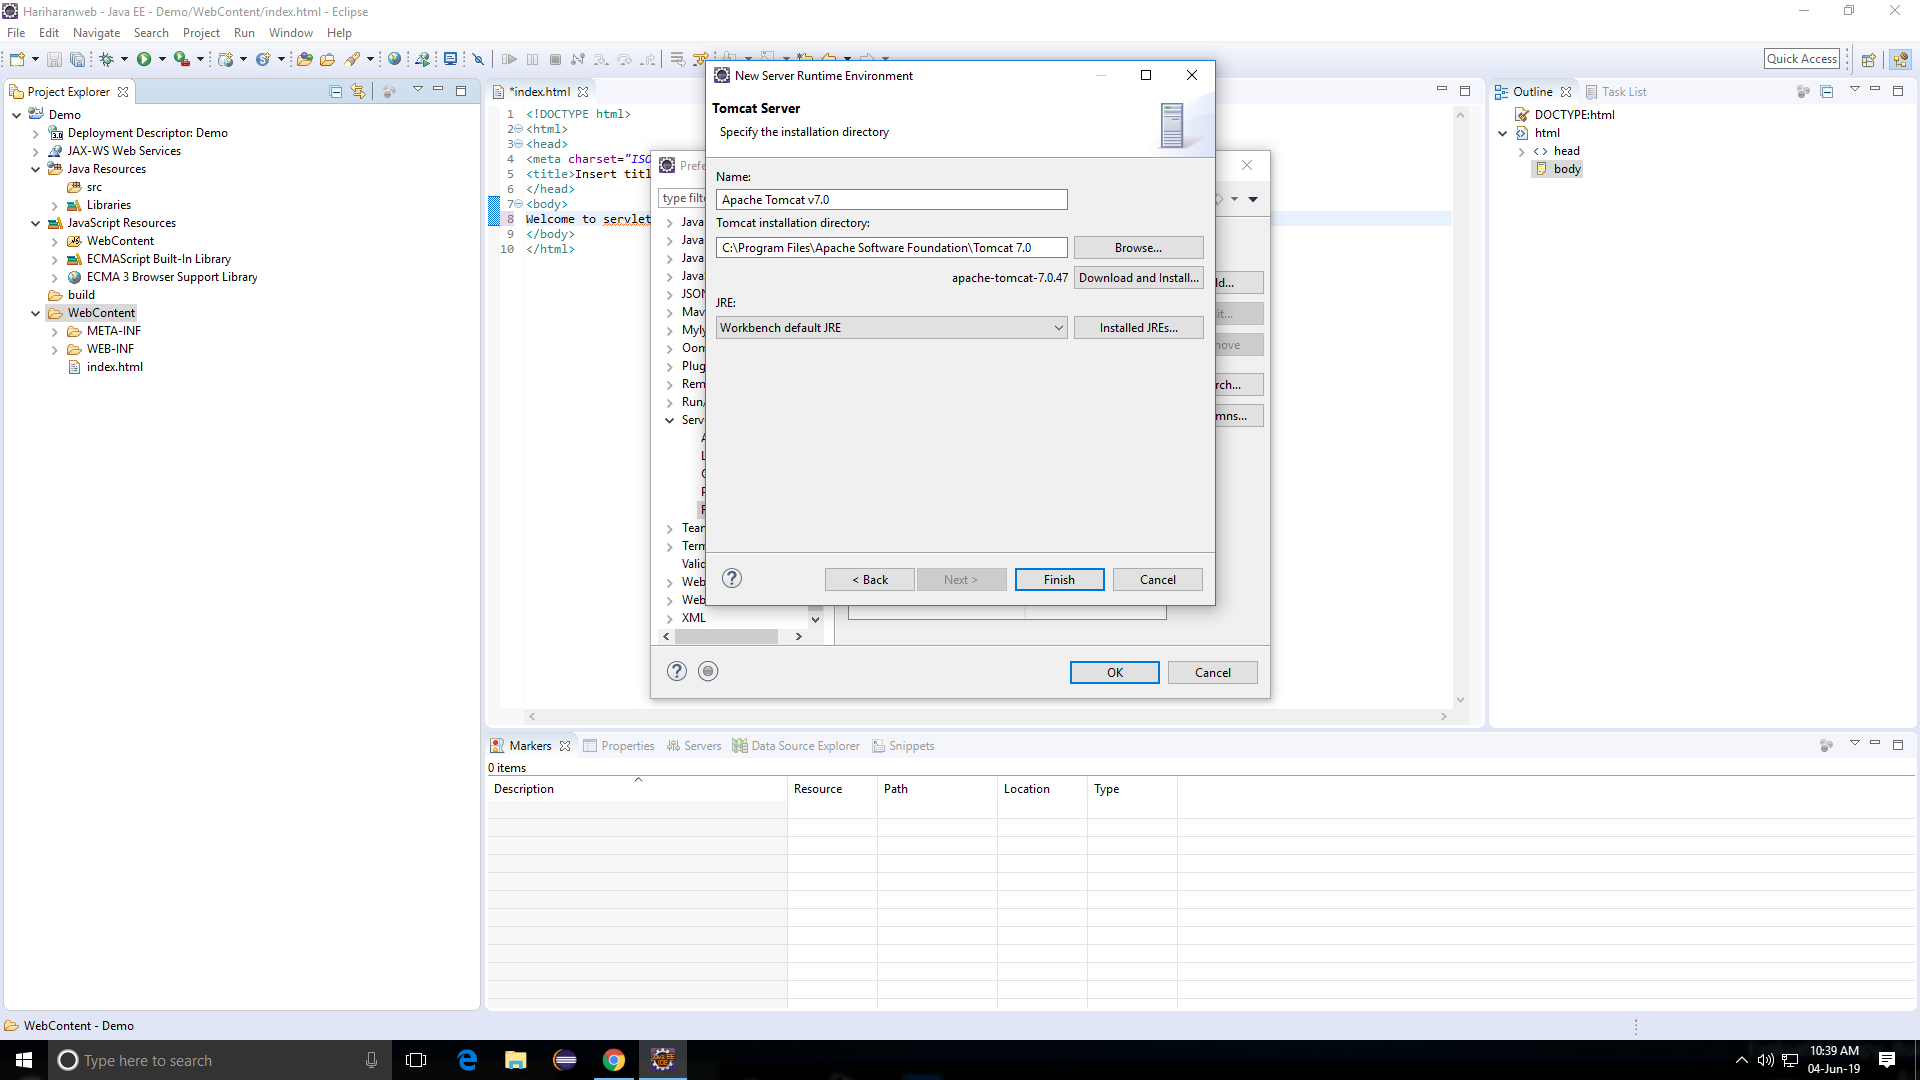 Hariharanweb - Java EE - Demo/WebContent/index.html - Eclipse
File Edit Navigate Search Project Run Window Help
Quick Access
Project Explorer
Demo
Deployment Descriptor: Demo
JAX-WS Web Services
Java Resources
src
Libraries
JavaScript Resources
WebContent
ECMAScript Built-In Library
ECMA 3 Browser Support Library
build
WebContent
META-INF
WEB-INF
index.html
*index.html
1 <!DOCTYPE html>
2 <html>
3 <head>
4 <meta charset="ISO
5 <title>Insert titl
6 </head>
7 <body>
8 Welcome to servlet
9 </body>
10 </html>
Prefe
type filte
Java
Java
Java
Java
JSON
Mav
Myly
Oom
Plug
Rem
Run/
Serv
Tear
Term
Valid
Web
Web
XML
rch...
mns...
OK Cancel
New Server Runtime Environment
Tomcat Server
Specify the installation directory
Name:
Apache Tomcat v7.0
Tomcat installation directory:
C:\Program Files\Apache Software Foundation\Tomcat 7.0 Browse...
apache-tomcat-7.0.47 Download and Install...
JRE:
Workbench default JRE Installed JREs...
< Back Next > Finish Cancel
Outline Task List
DOCTYPE:html
html
head
body
Markers Properties Servers Data Source Explorer Snippets
0 items
Description Resource Path Location Type
WebContent - Demo
Type here to search
10:39 AM
04-Jun-19